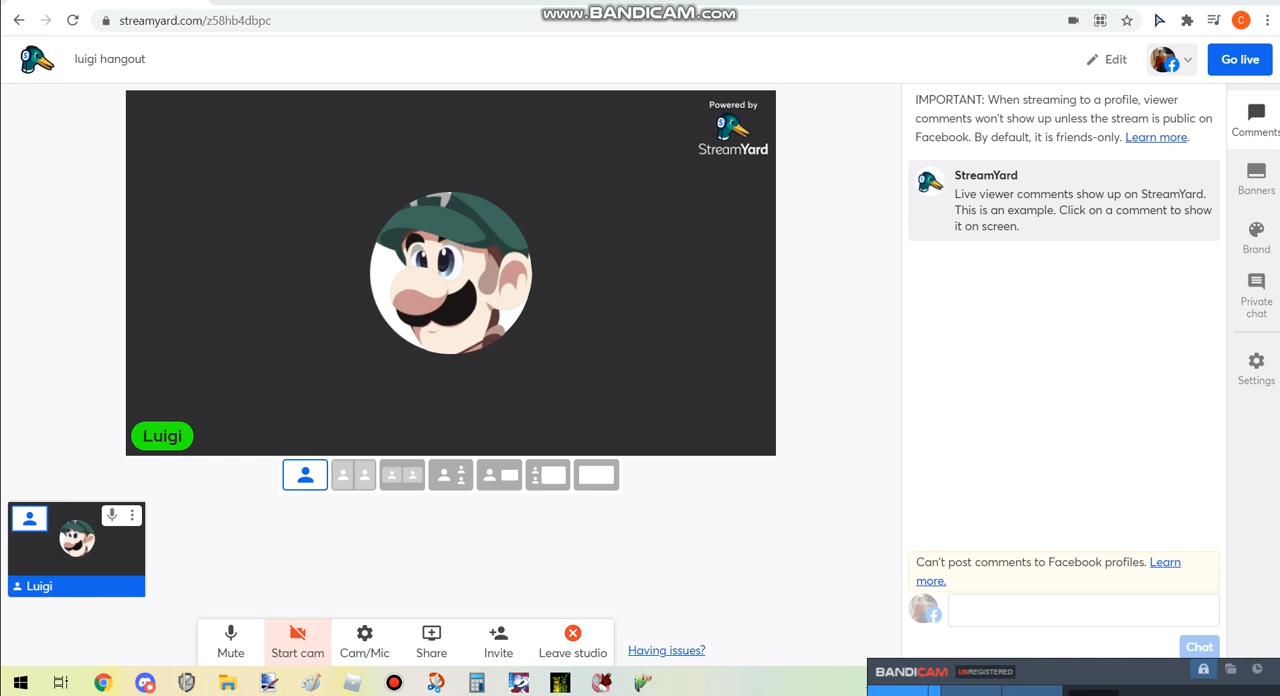 streamyard.com/z58hb4dbpc
www.BANDICAM.com
C
luigi hangout
Edit
Go live
Powered by
StreamYard
Luigi
IMPORTANT: When streaming to a profile, viewer
comments won't show up unless the stream is public on
Facebook. By default, it is friends-only. Learn more.
StreamYard
Live viewer comments show up on StreamYard.
This is an example. Click on a comment to show
it on screen.
Comments
Banners
Brand
Private
chat
Settings
Luigi
Can't post comments to Facebook profiles. Learn
more.
Chat
Mute
Start cam
Cam/Mic
Share
Invite
Leave studio
Having issues?
BANDICAM UNREGISTERED